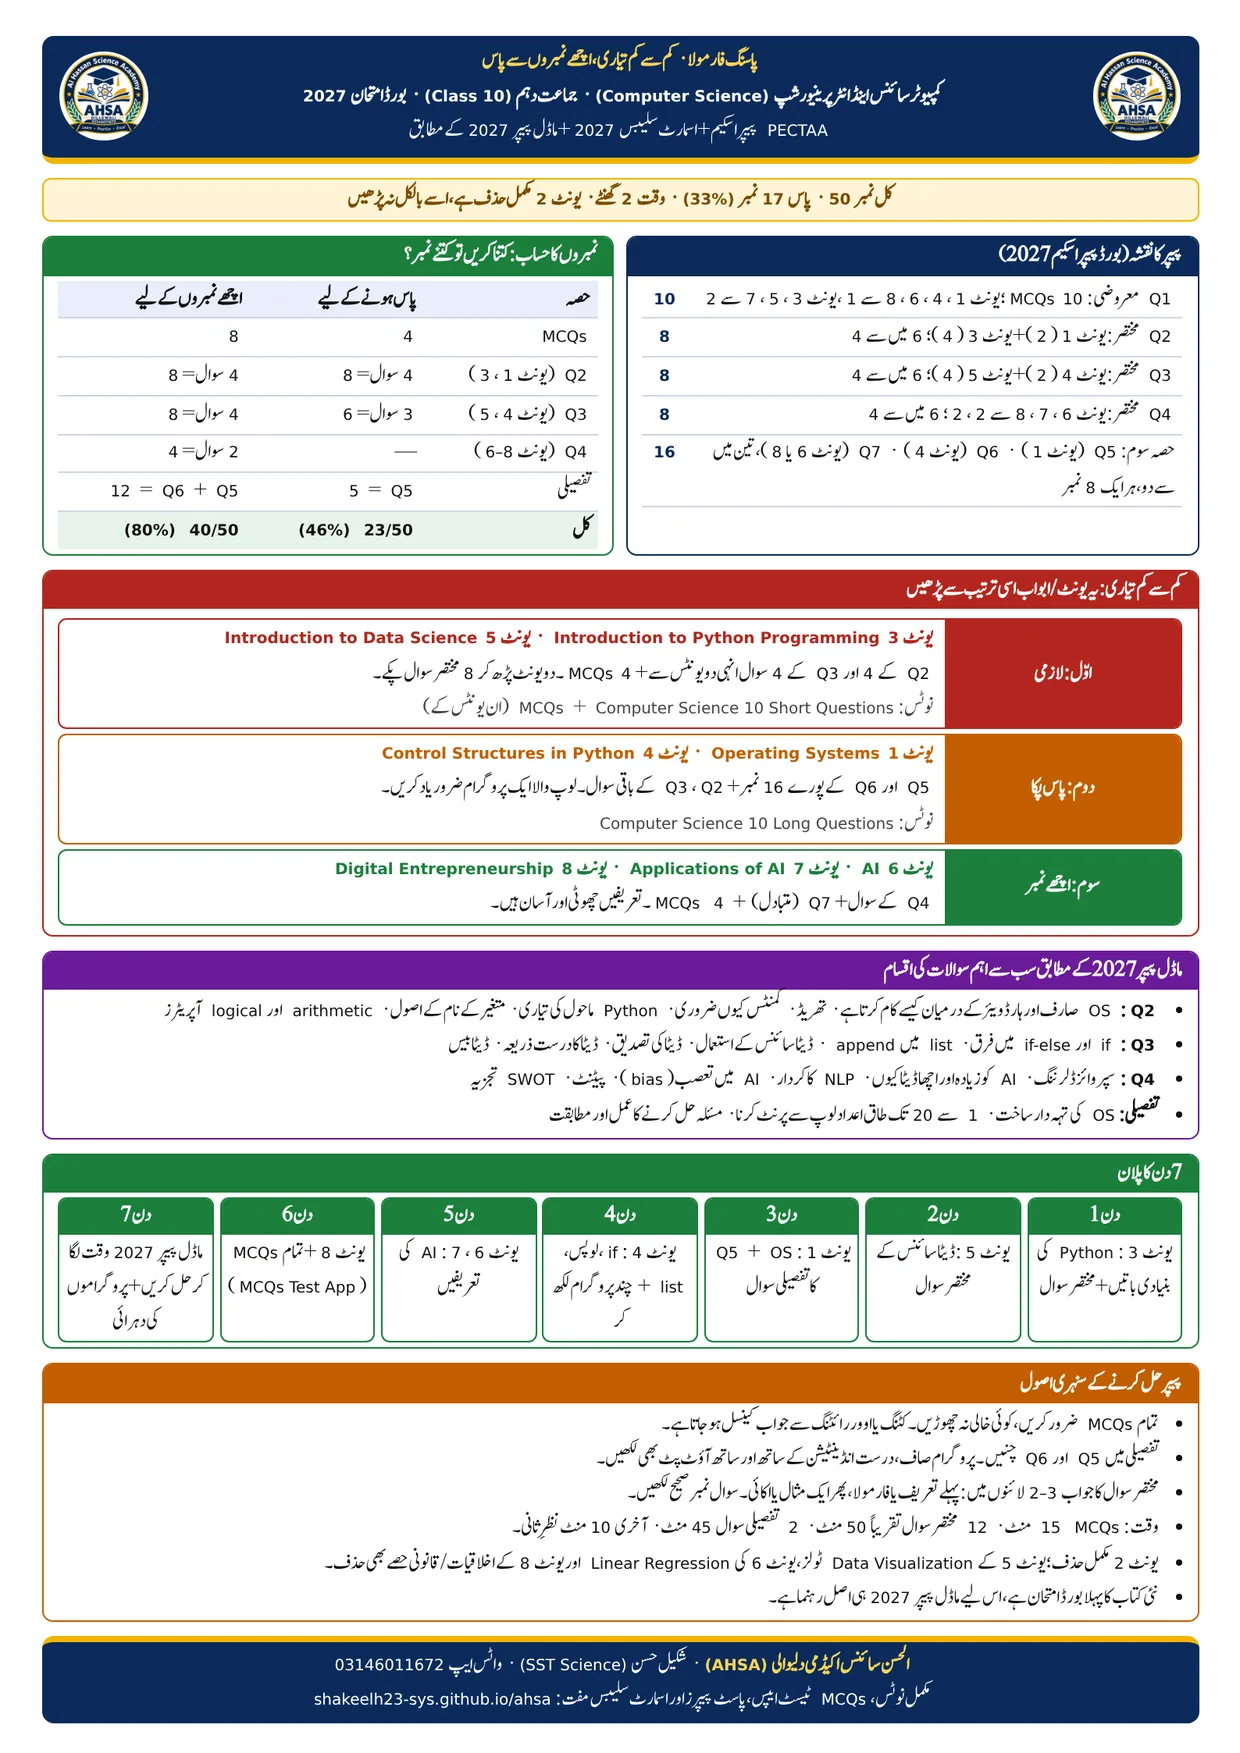 Al Hassan Science Academy
AHSA
Learn - Practice - Excel
پاسنگ فارمولا · کم سے کم تیاری، اچھے نمبروں سے پاس
کمپیوٹر سائنس اینڈ انٹرپرینیورشپ (Computer Science) · جماعت دہم (Class 10) · بورڈ امتحان 2027
PECTAA پیپر اسکیم + اسمارٹ سلیبس 2027 + ماڈل پیپر 2027 کے مطابق
Al Hassan Science Academy
AHSA
Learn - Practice - Excel
کل نمبر 50 · پاس 17 نمبر (33%) · وقت 2 گھنٹے · یونٹ 2 مکمل حذف ہے، اسے بالکل نہ پڑھیں
پیپر کا نقشہ (بورڈ پیپر اسکیم 2027)
Q1 معروضی: 10 MCQs؛ یونٹ 1، 4، 6، 8 سے 1، یونٹ 3، 5، 7 سے 2 10
Q2 مختصر: یونٹ 1 (2) + یونٹ 3 (4)؛ 6 میں سے 4 8
Q3 مختصر: یونٹ 4 (2) + یونٹ 5 (4)؛ 6 میں سے 4 8
Q4 مختصر: یونٹ 6، 7، 8 سے 2، 2؛ 6 میں سے 4 8
حصہ سوم: Q5 (یونٹ 1) · Q6 (یونٹ 4) · Q7 (یونٹ 6 یا 8)، تین میں 16
سے دو، ہر ایک 8 نمبر
نمبروں کا حساب: کتنا کریں تو کتنے نمبر؟
حصہ پاس ہونے کے لیے اچھے نمبروں کے لیے
MCQs 4 8
Q2 (یونٹ 1، 3) 4 سوال = 8 4 سوال = 8
Q3 (یونٹ 4، 5) 3 سوال = 6 4 سوال = 8
Q4 (یونٹ 6–8) — 2 سوال = 4
تفصیلی Q5 = 5 Q5 + Q6 = 12
کل 23/50 (46%) 40/50 (80%)
کم سے کم تیاری: یہ یونٹ/ابواب اسی ترتیب سے پڑھیں
اوّل: لازمی
یونٹ 3 Introduction to Python Programming · یونٹ 5 Introduction to Data Science
Q2 کے 4 اور Q3 کے 4 سوال انہی دو یونٹس سے + 4 MCQs۔ دو یونٹ پڑھ کر 8 مختصر سوال پکے۔
نوٹس: Computer Science 10 Short Questions + MCQs (ان یونٹس کے)
دوم: پاس پکا
یونٹ 1 Operating Systems · یونٹ 4 Control Structures in Python
Q5 اور Q6 کے پورے 16 نمبر + Q2، Q3 کے باقی سوال۔ لوپ والا ایک پروگرام ضرور یاد کریں۔
نوٹس: Computer Science 10 Long Questions
سوم: اچھے نمبر
یونٹ 6 AI · یونٹ 7 Applications of AI · یونٹ 8 Digital Entrepreneurship
Q4 کے سوال + Q7 (متبادل) + 4 MCQs۔ تعریفیں چھوٹی اور آسان ہیں۔
ماڈل پیپر 2027 کے مطابق سب سے اہم سوالات کی اقسام
• Q2: OS صارف اور ہارڈویئر کے درمیان کیسے کام کرتا ہے · تھریڈ · کمنٹس کیوں ضروری · Python ماحول کی تیاری · متغیر کے نام کے اصول · arithmetic اور logical آپریٹرز
• Q3: if اور if-else میں فرق · list میں append · ڈیٹا سائنس کے استعمال · ڈیٹا کی تصدیق · ڈیٹا کا درست ذریعہ · ڈیٹا بیس
• Q4: سپروائزڈ لرننگ · AI کو زیادہ اور اچھا ڈیٹا کیوں · NLP کا کردار · AI میں تعصب (bias) · پیٹنٹ · SWOT تجزیہ
• تفصیلی: OS کی تہہ دار ساخت · 1 سے 20 تک طاق اعداد لوپ سے پرنٹ کرنا · مسئلہ حل کرنے کا عمل اور مطابقت
7 دن کا پلان
دن 1
یونٹ 3: Python کی
بنیادی باتیں + مختصر سوال
دن 2
یونٹ 5: ڈیٹا سائنس کے
مختصر سوال
دن 3
یونٹ 1: OS + Q5
کا تفصیلی سوال
دن 4
یونٹ 4: if، لوپس،
list + چند پروگرام لکھ
کر
دن 5
یونٹ 6، 7: AI کی
تعریفیں
دن 6
یونٹ 8 + تمام MCQs
(MCQs Test App)
دن 7
ماڈل پیپر 2027 وقت لگا
کر حل کریں + پروگراموں
کی دہرائی
پیپر حل کرنے کے سنہری اصول
• تمام MCQs ضرور کریں، کوئی خالی نہ چھوڑیں۔ کٹنگ یا اوور رائٹنگ سے جواب کینسل ہو جاتا ہے۔
• تفصیلی میں Q5 اور Q6 چنیں۔ پروگرام صاف، درست انڈینٹیشن کے ساتھ اور ساتھ آؤٹ پٹ بھی لکھیں۔
• مختصر سوال کا جواب 2–3 لائنوں میں: پہلے تعریف یا فارمولا، پھر ایک مثال یا اکائی۔ سوال نمبر صحیح لکھیں۔
• وقت: MCQs 15 منٹ · 12 مختصر سوال تقریباً 50 منٹ · 2 تفصیلی سوال 45 منٹ · آخری 10 منٹ نظرِ ثانی۔
• یونٹ 2 مکمل حذف؛ یونٹ 5 کے Data Visualization ٹولز، یونٹ 6 کی Linear Regression اور یونٹ 8 کے اخلاقیات/قانونی حصے بھی حذف۔
• نئی کتاب کا پہلا بورڈ امتحان ہے، اس لیے ماڈل پیپر 2027 ہی اصل رہنما ہے۔
الحسن سائنس اکیڈمی دلیوالی (AHSA) · شکیل حسن (SST Science) · واٹس ایپ 03146011672
مکمل نوٹس، MCQs ٹیسٹ ایپس، پاسٹ پیپرز اور اسمارٹ سلیبس مفت: shakeelh23-sys.github.io/ahsa